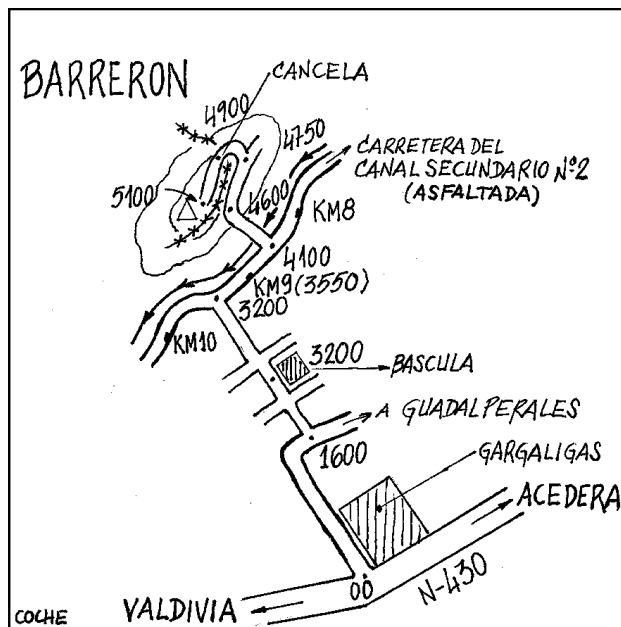 BARRERON
CANCELA
4900
4750
CARRETERA DEL
CANAL SECUNDARIO Nº2
(ASFALTADA)
5100
4600
KM8
4100
KM9(3550)
3200
KM10
3200
BASCULA
A GUADALPERALES
1600
GARGALIGAS
ACEDERA
N-430
00
VALDIVIA
COCHE